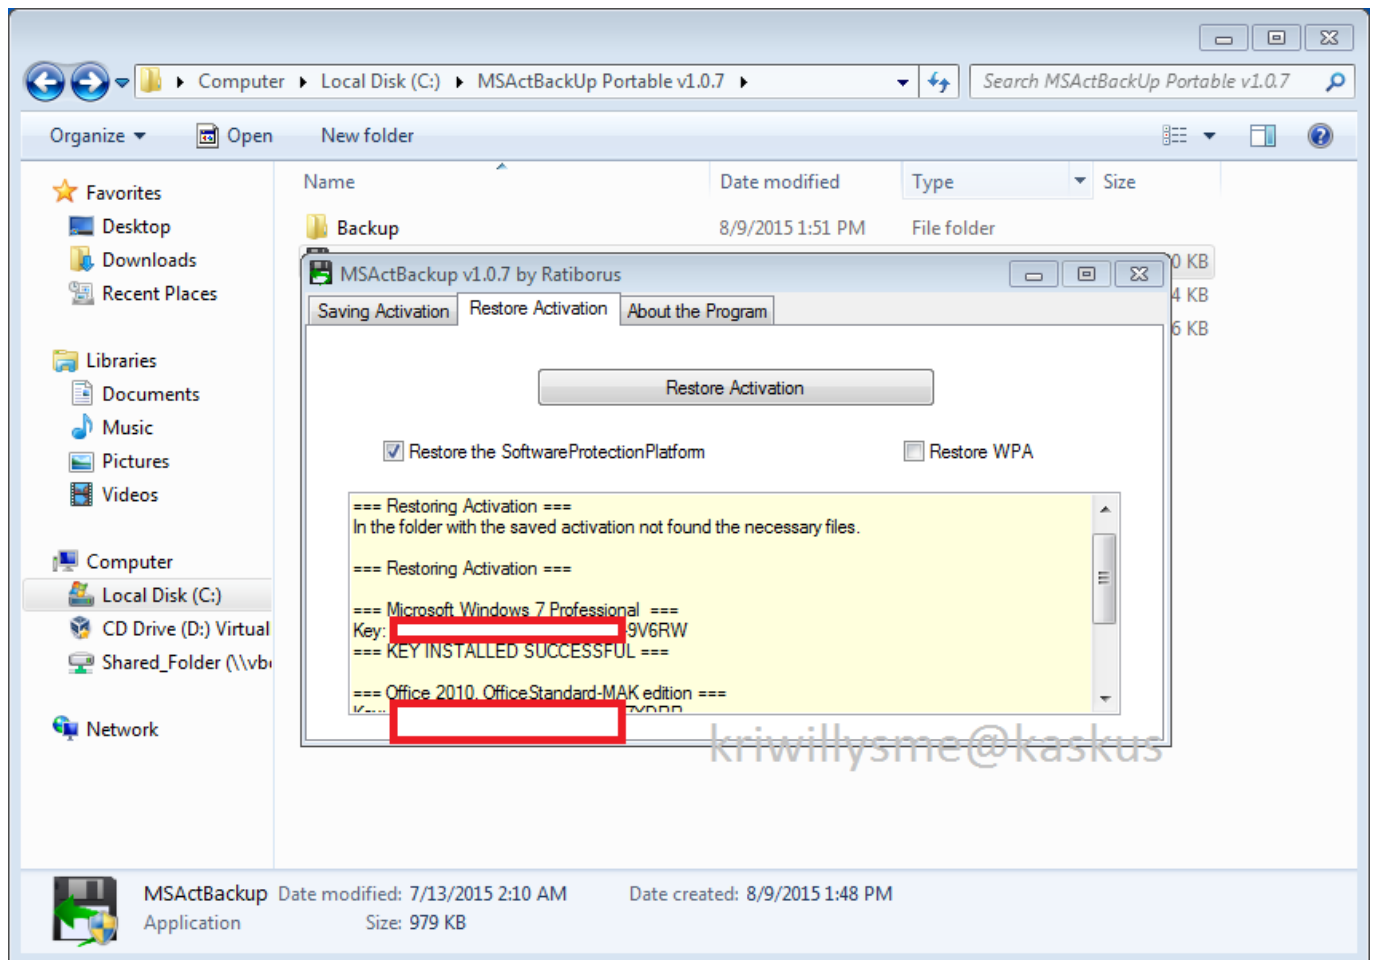 Computer Local Disk (C:) MSActBackUp Portable v1.0.7
Search MSActBackUp Portable v1.0.7
Organize Open New folder
Name Date modified Type Size
Favorites
Desktop
Downloads
Recent Places
Libraries
Documents
Music
Pictures
Videos
Computer
Local Disk (C:)
CD Drive (D:) Virtual
Shared_Folder (\\vb
Network
Backup 8/9/2015 1:51 PM File folder
0 KB
4 KB
6 KB
MSActBackup v1.0.7 by Ratiborus
Saving Activation Restore Activation About the Program
Restore Activation
Restore the SoftwareProtectionPlatform Restore WPA
=== Restoring Activation ===
In the folder with the saved activation not found the necessary files.
=== Restoring Activation ===
=== Microsoft Windows 7 Professional ===
Key: -9V6RW
=== KEY INSTALLED SUCCESSFUL ===
=== Office 2010, OfficeStandard-MAK edition ===
kriwillysme@kaskus
MSActBackup Date modified: 7/13/2015 2:10 AM Date created: 8/9/2015 1:48 PM
Application Size: 979 KB